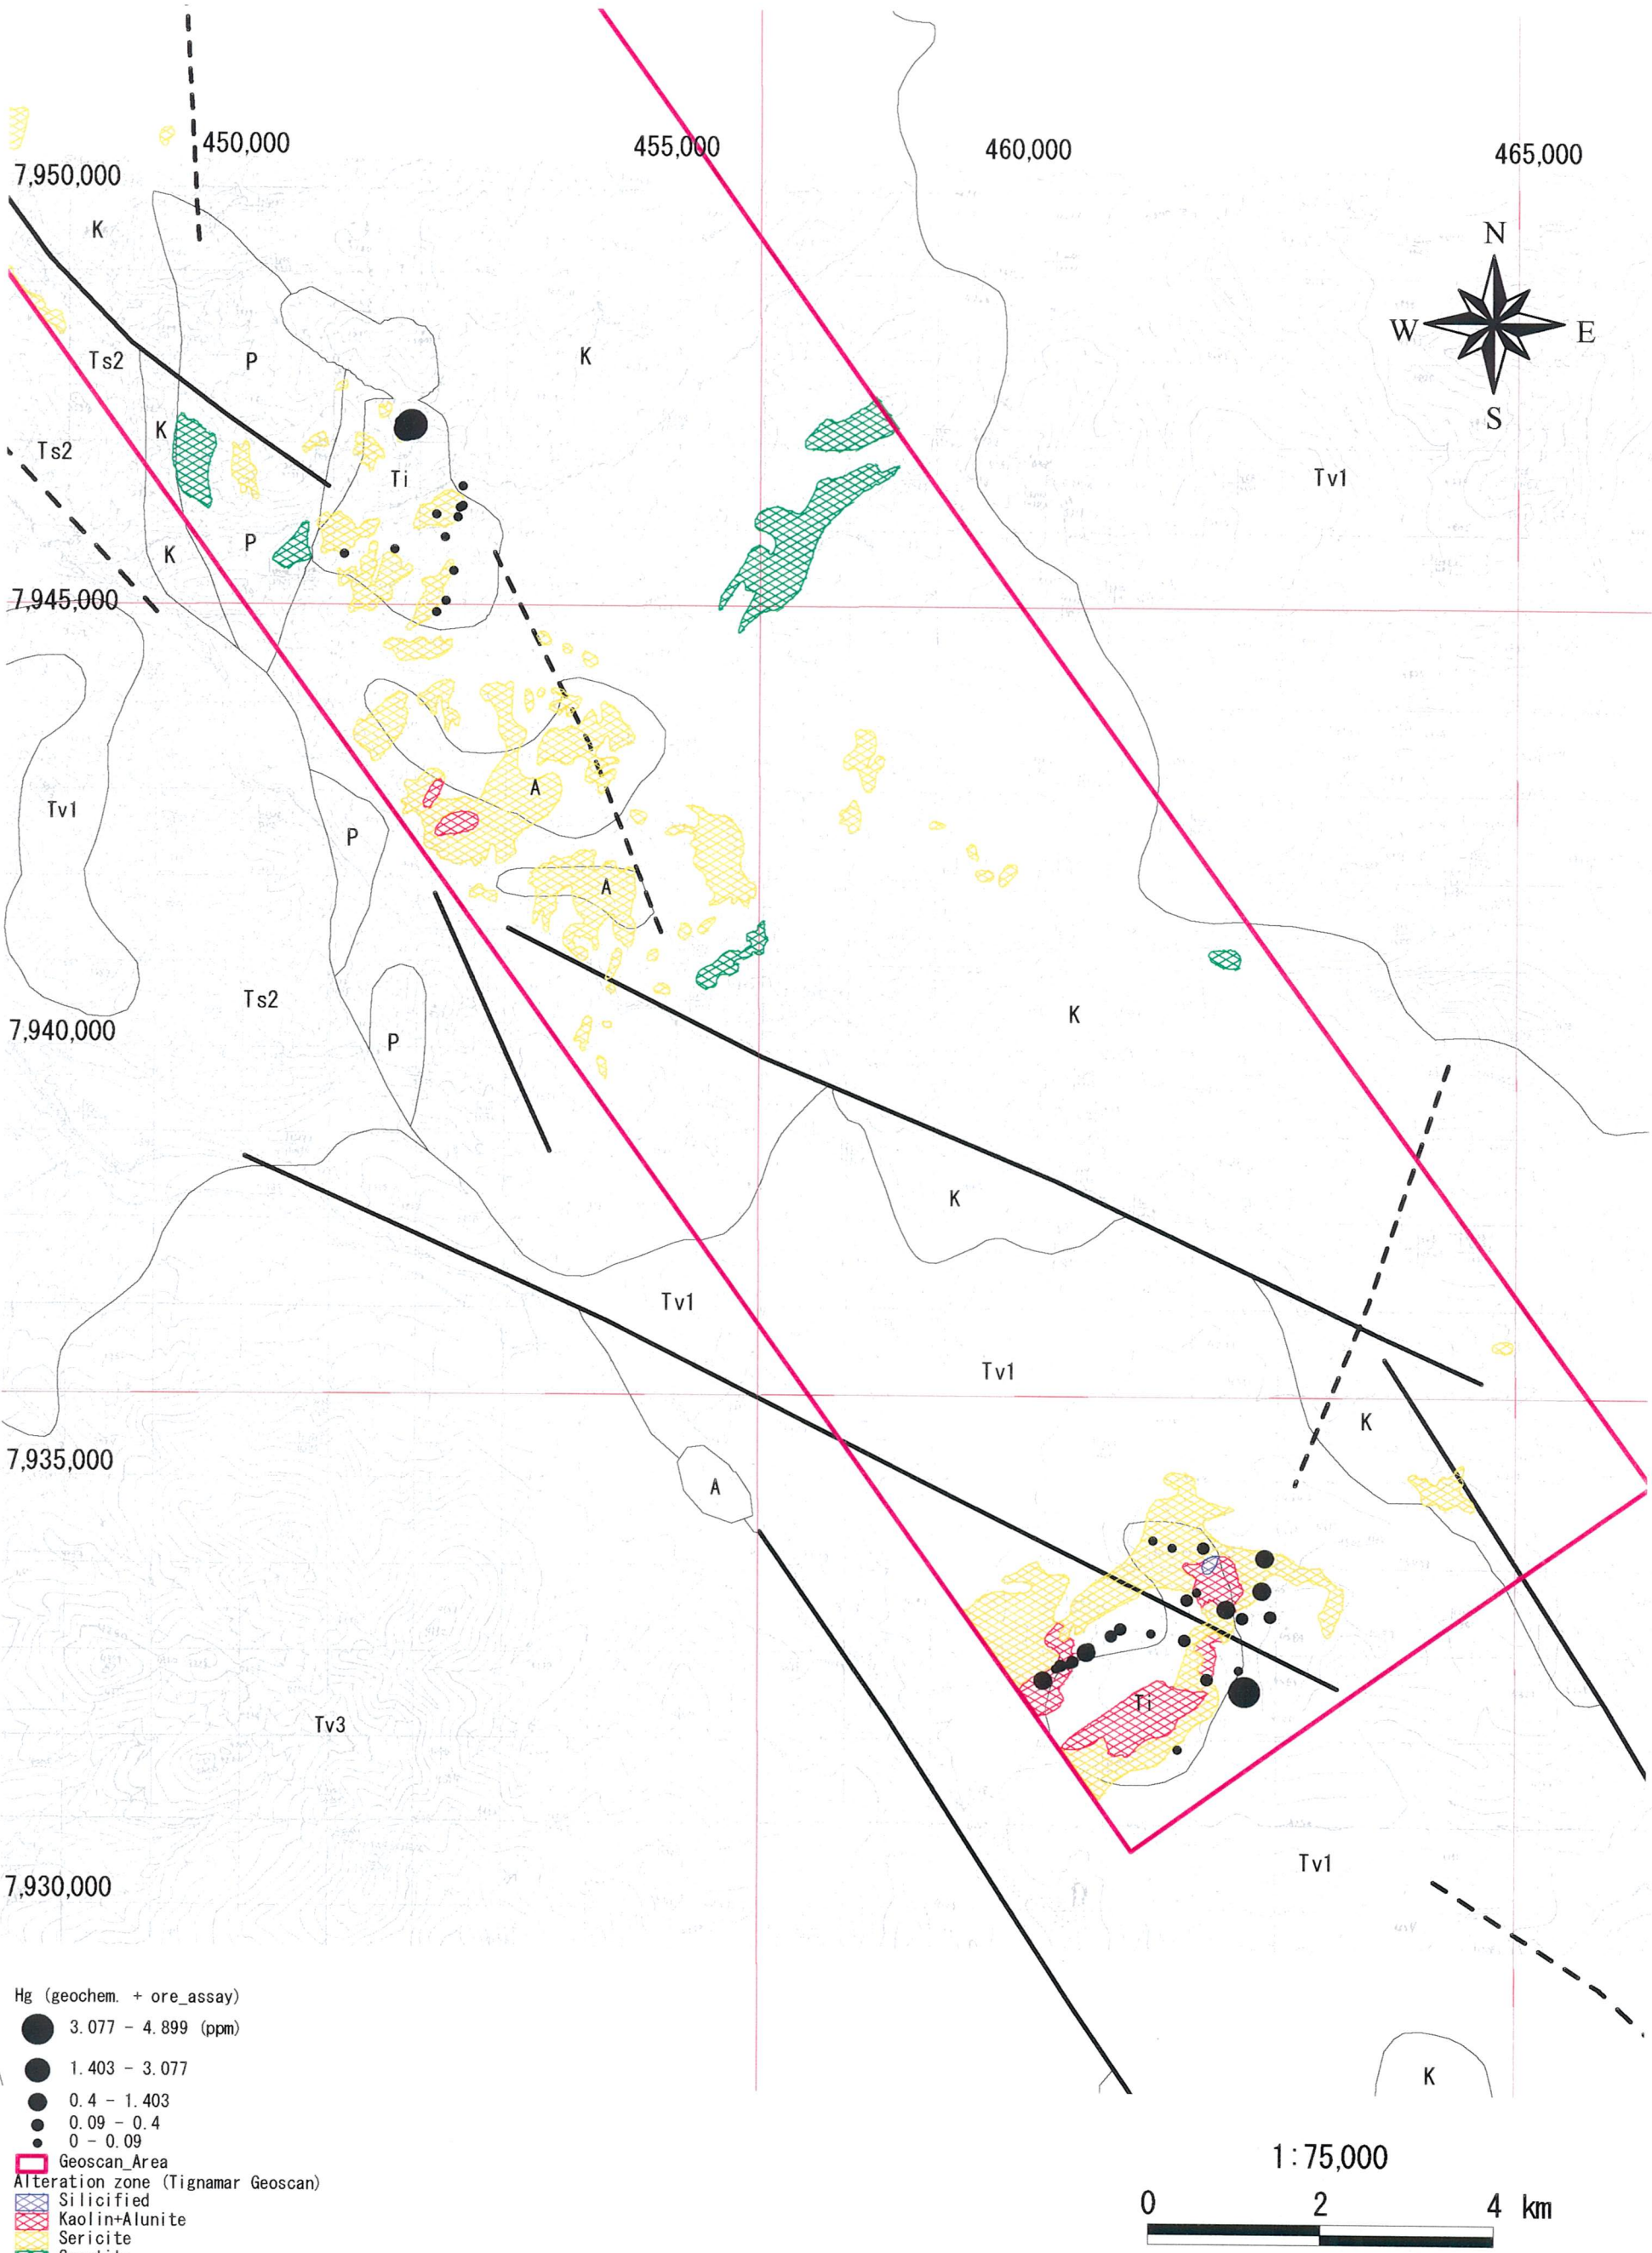 450,000
455,000
460,000
465,000
7,950,000
K
N
W
E
S
Ts2
P
K
K
Ts2
Ti
Tv1
P
K
7,945,000
A
Tv1
P
A
Ts2
7,940,000
P
K
K
Tv1
Tv1
K
7,935,000
A
Ti
Tv3
Tv1
7,930,000
K
Hg (geochem. + ore_assay)
3.077 - 4.899 (ppm)
1.403 - 3.077
0.4 - 1.403
0.09 - 0.4
0 - 0.09
Geoscan_Area
Alteration zone (Tignamar Geoscan)
Silicified
Kaolin+Alunite
Sericite
1:75,000
0 2 4 km